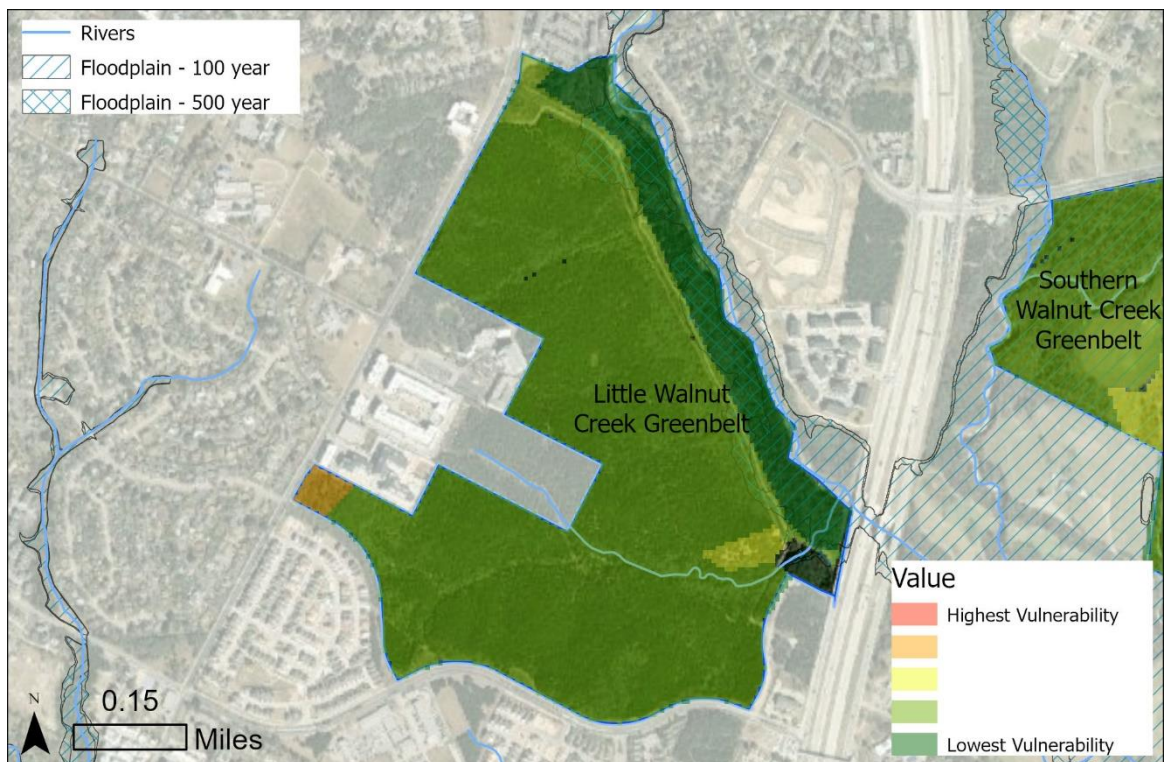 Rivers
Floodplain - 100 year
Floodplain - 500 year
Southern
Walnut Creek
Greenbelt
Little Walnut
Creek Greenbelt
Value
Highest Vulnerability
Lowest Vulnerability
N
0.15
Miles